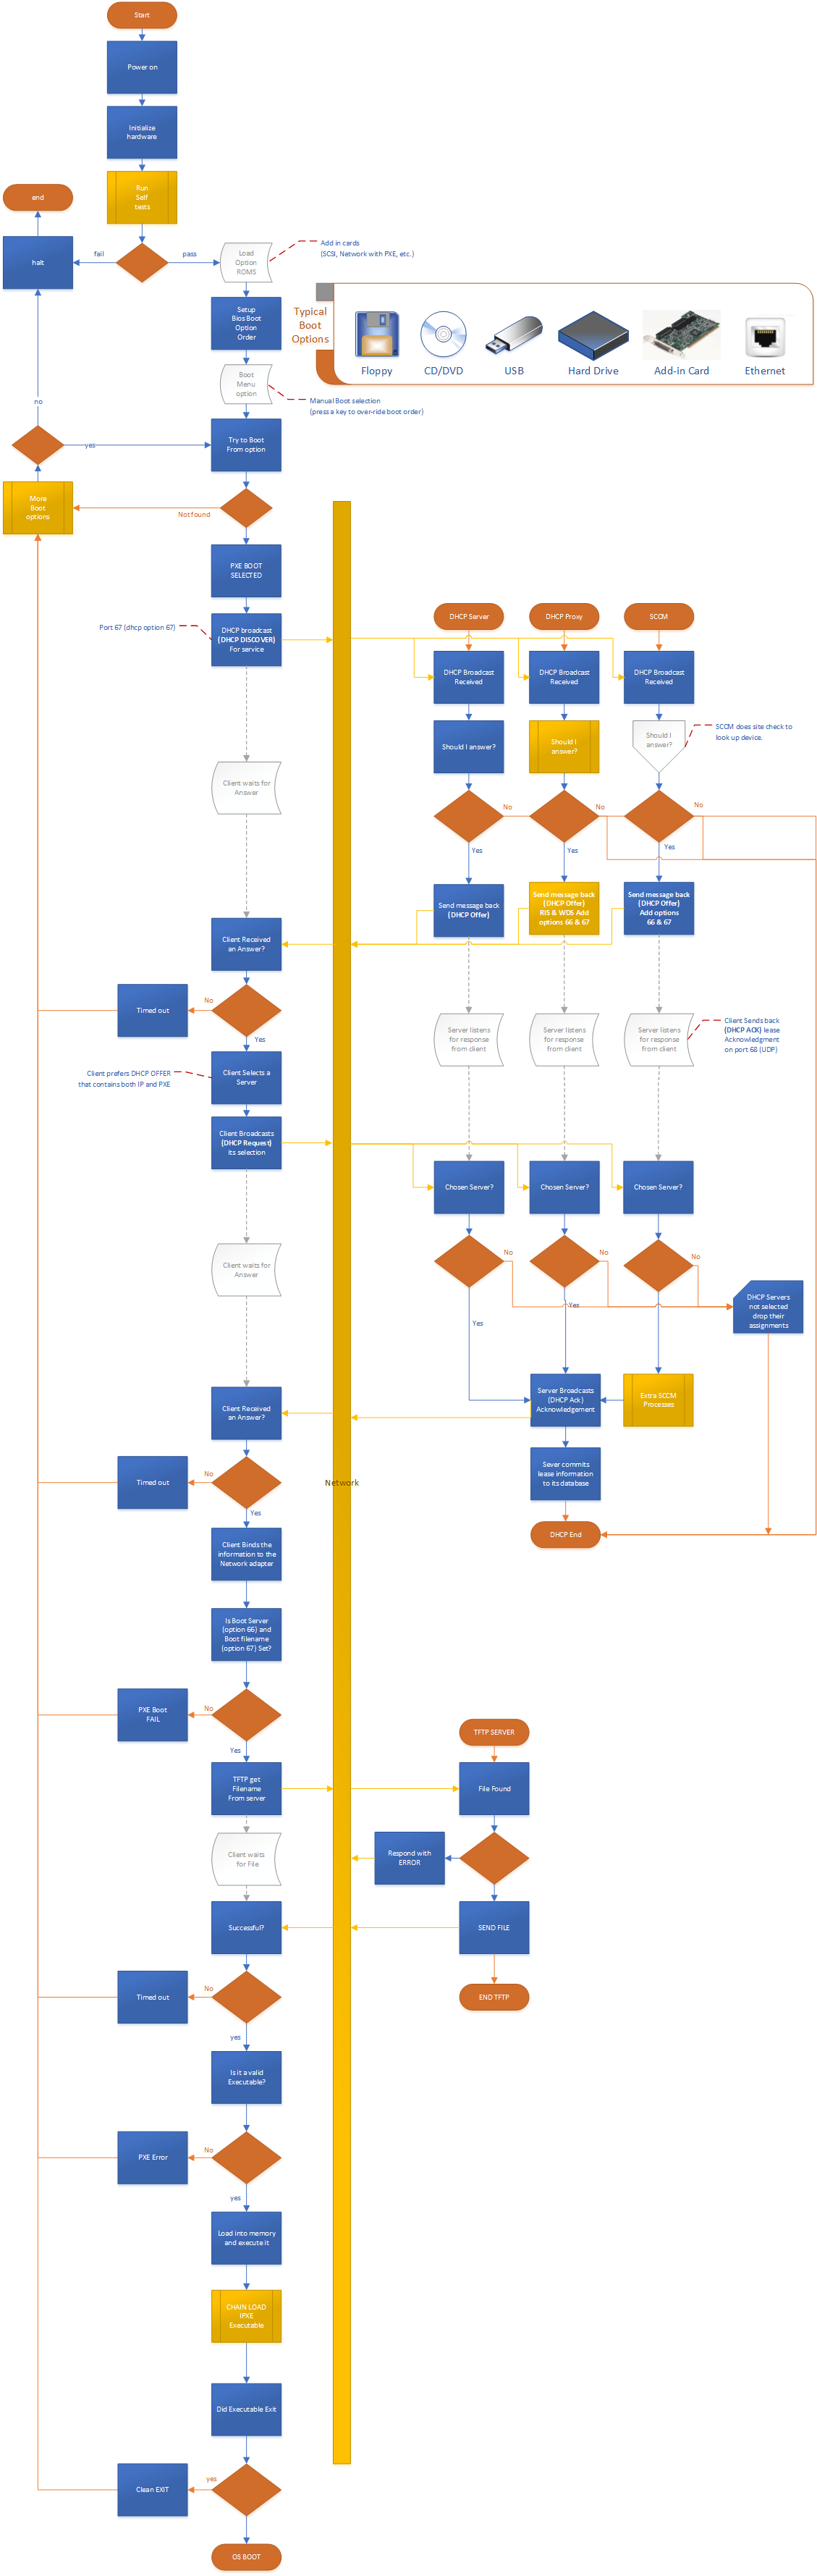 Start
Power on
Initialize
hardware
Run
Self
tests
end
halt
fail
pass
Load
Option
ROMS
Add in cards
(SCSI, Network with PXE, etc.)
Setup
Bios Boot
Option
Order
Typical
Boot
Options
Floppy
CD/DVD
USB
Hard Drive
Add-in Card
Ethernet
Boot
Menu
option
Manual Boot selection
(press a key to over-ride boot order)
no
yes
Try to Boot
From option
More
Boot
options
Not found
PXE BOOT
SELECTED
Port 67 (dhcp option 67)
DHCP broadcast
(DHCP DISCOVER)
For service
DHCP Server
DHCP Proxy
SCCM
DHCP Broadcast
Received
DHCP Broadcast
Received
DHCP Broadcast
Received
Should I answer?
Should I
answer?
Should I
answer?
SCCM does site check to
look up device.
Client waits for
Answer
No
No
No
Yes
Yes
Yes
Send message back
(DHCP Offer)
Send message back
(DHCP Offer)
RIS & WDS Add
options 66 & 67
Send message back
(DHCP Offer)
Add options
66 & 67
Client Received
an Answer?
Timed out
No
Yes
Server listens
for response
from client
Server listens
for response
from client
Server listens
for response
from client
Client Sends back
(DHCP ACK) lease
Acknowledgment
on port 68 (UDP)
Client prefers DHCP OFFER
that contains both IP and PXE
Client Selects a
Server
Client Broadcasts
(DHCP Request)
its selection
Chosen Server?
Chosen Server?
Chosen Server?
Client waits for
Answer
No
No
No
Yes
Yes
DHCP Servers
not selected
drop their
assignments
Client Received
an Answer?
Server Broadcasts
(DHCP Ack)
Acknowledgement
Extra SCCM
Processes
Timed out
No
Yes
Network
Sever commits
lease information
to its database
DHCP End
Client Binds the
information to the
Network adapter
Is Boot Server
(option 66) and
Boot filename
(option 67) Set?
PXE Boot
FAIL
No
Yes
TFTP SERVER
TFTP get
Filename
From server
File Found
Client waits
for File
Respond with
ERROR
Successful?
SEND FILE
Timed out
No
yes
END TFTP
Is it a valid
Executable?
PXE Error
No
yes
Load into memory
and execute it
CHAIN LOAD
IPXE
Executable
Did Executable Exit
Clean EXIT
yes
OS BOOT